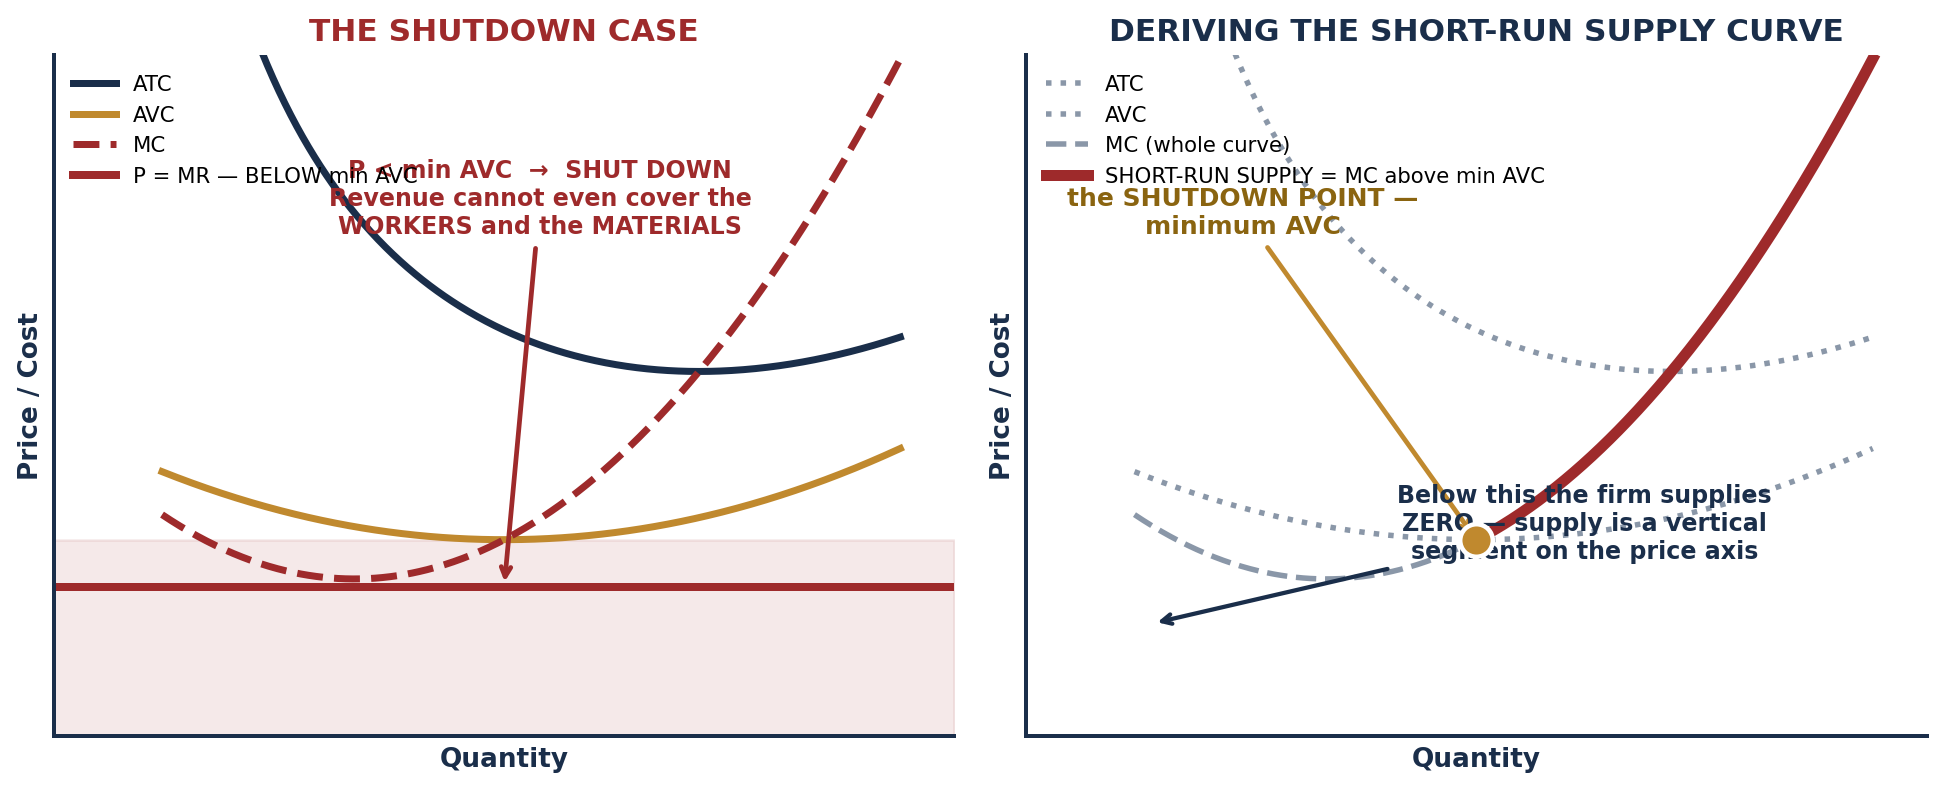 THE SHUTDOWN CASE
ATC
AVC
MC
P = MR — BELOW min AVC
P < min AVC → SHUT DOWN
Revenue cannot even cover the
WORKERS and the MATERIALS
Price / Cost
Quantity
DERIVING THE SHORT-RUN SUPPLY CURVE
ATC
AVC
MC (whole curve)
SHORT-RUN SUPPLY = MC above min AVC
the SHUTDOWN POINT —
minimum AVC
Below this the firm supplies
ZERO — supply is a vertical
segment on the price axis
Price / Cost
Quantity